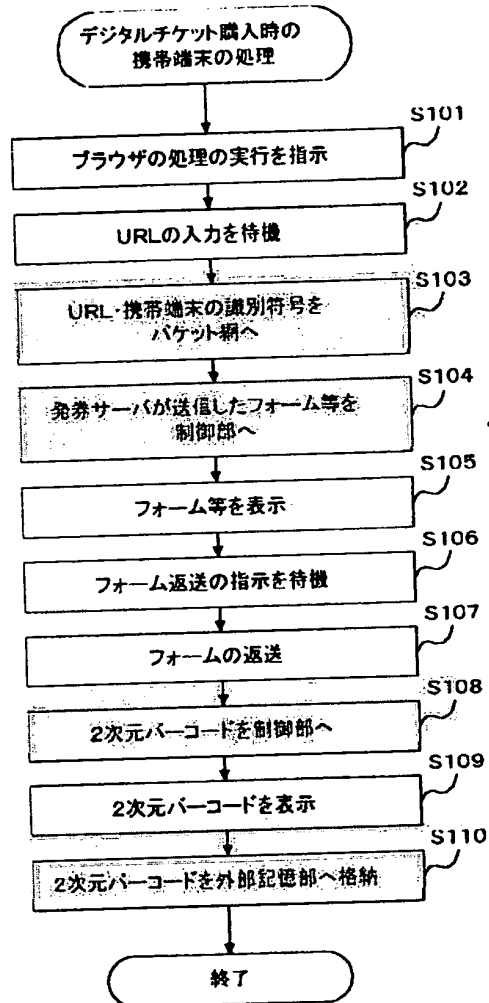 デジタルチケット購入時の
携帯端末の処理
S101
ブラウザの処理の実行を指示
S102
URLの入力を待機
S103
URL・携帯端末の識別符号を
パケット網へ
S104
発券サーバが送信したフォーム等を
制御部へ
S105
フォーム等を表示
S106
フォーム返送の指示を待機
S107
フォームの返送
S108
2次元バーコードを制御部へ
S109
2次元バーコードを表示
S110
2次元バーコードを外部記憶部へ格納
終了